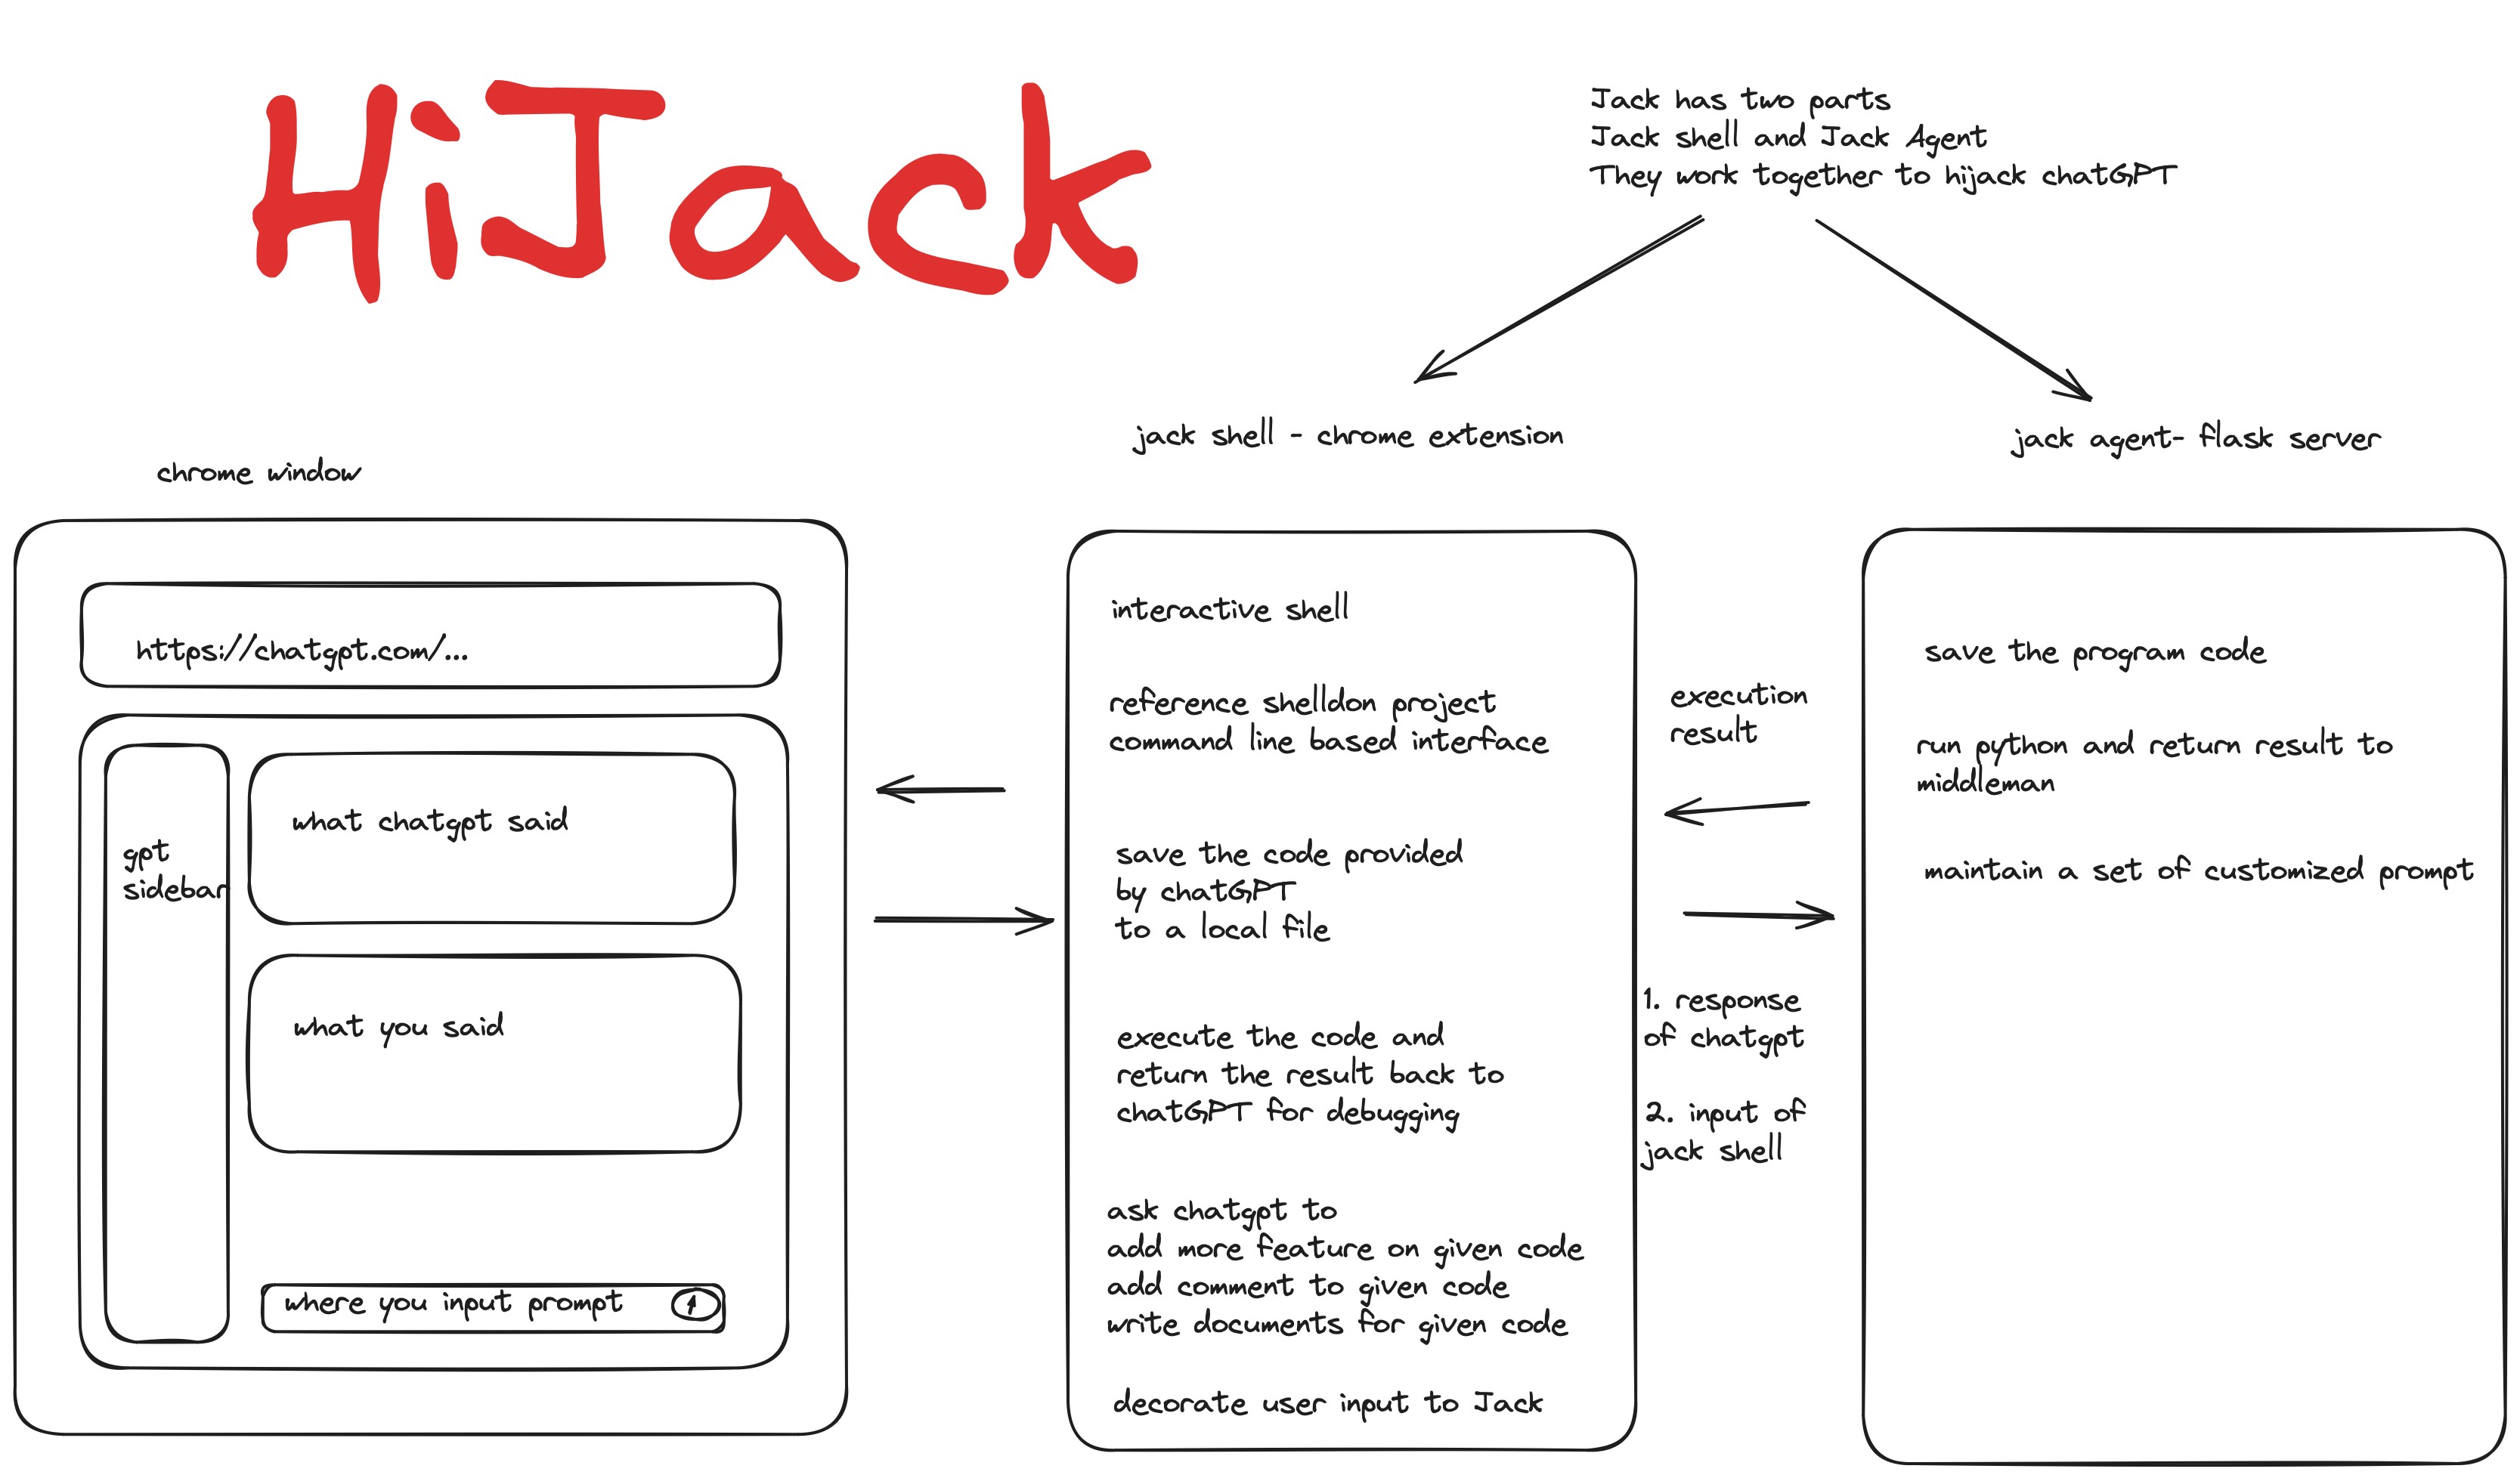 HiJack
Jack has two parts
Jack shell and Jack Agent
They work together to hijack chatGPT
chrome window
jack shell - chrome extension
jack agent- flask server
https://chatgpt.com/...
gpt
sidebar
what chatgpt said
what you said
where you input prompt
interactive shell
reference shelldon project
command line based interface
save the code provided
by chatGPT
to a local file
execute the code and
return the result back to
chatGPT for debugging
ask chatgpt to
add more feature on given code
add comment to given code
write documents for given code
decorate user input to Jack
execution
result
1. response
of chatgpt
2. input of
jack shell
save the program code
run python and return result to
middleman
maintain a set of customized prompt